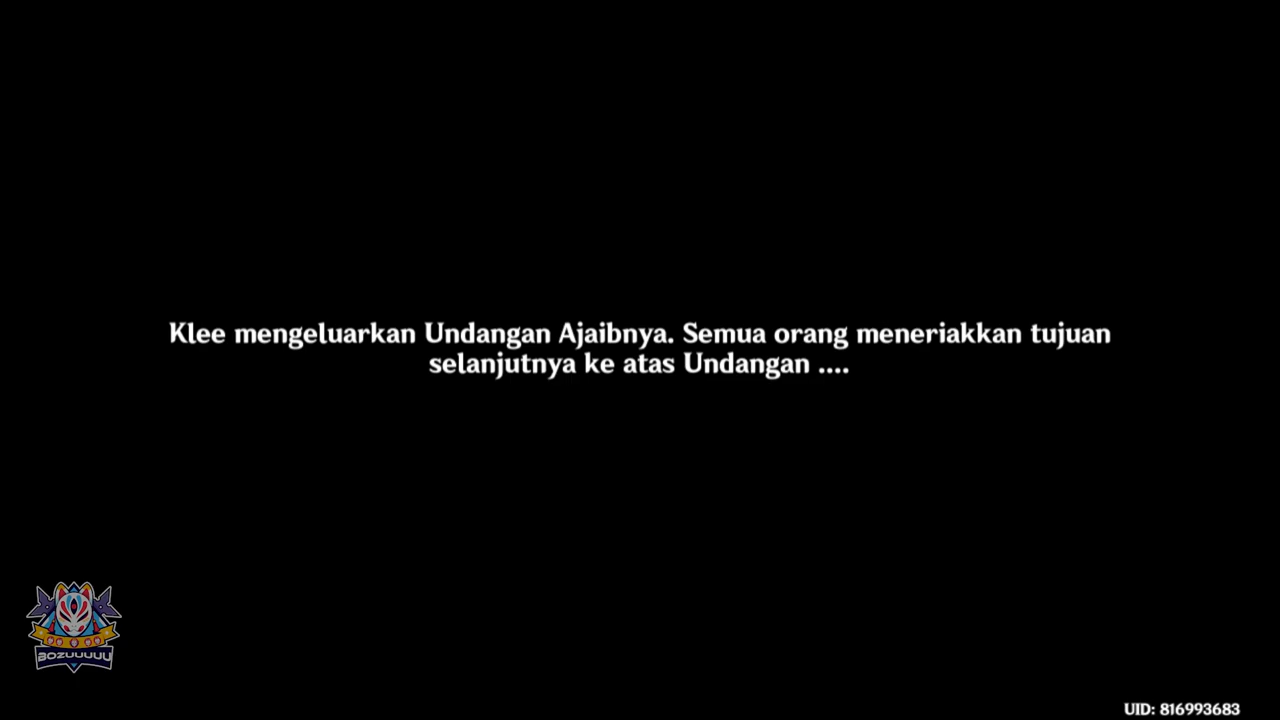 Klee mengeluarkan Undangan Ajaibnya. Semua orang meneriakkan tujuan
selanjutnya ke atas Undangan ....
BOZUUUUU
UID: 816993683